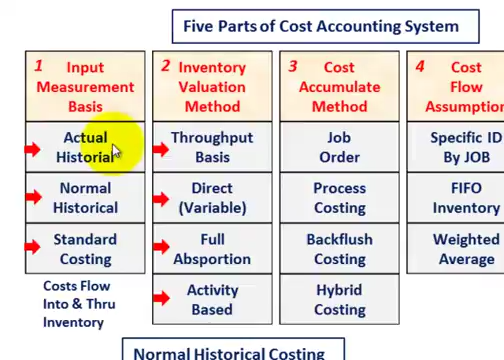 Five Parts of Cost Accounting System
1 Input
Measurement
Basis
Actual
Historial
Normal
Historical
Standard
Costing
Costs Flow
Into & Thru
Inventory
2 Inventory
Valuation
Method
Throughput
Basis
Direct
(Variable)
Full
Absportion
Activity
Based
3 Cost
Accumulate
Method
Job
Order
Process
Costing
Backflush
Costing
Hybrid
Costing
4 Cost
Flow
Assumption
Specific ID
By JOB
FIFO
Inventory
Weighted
Average
Normal Historical Costing